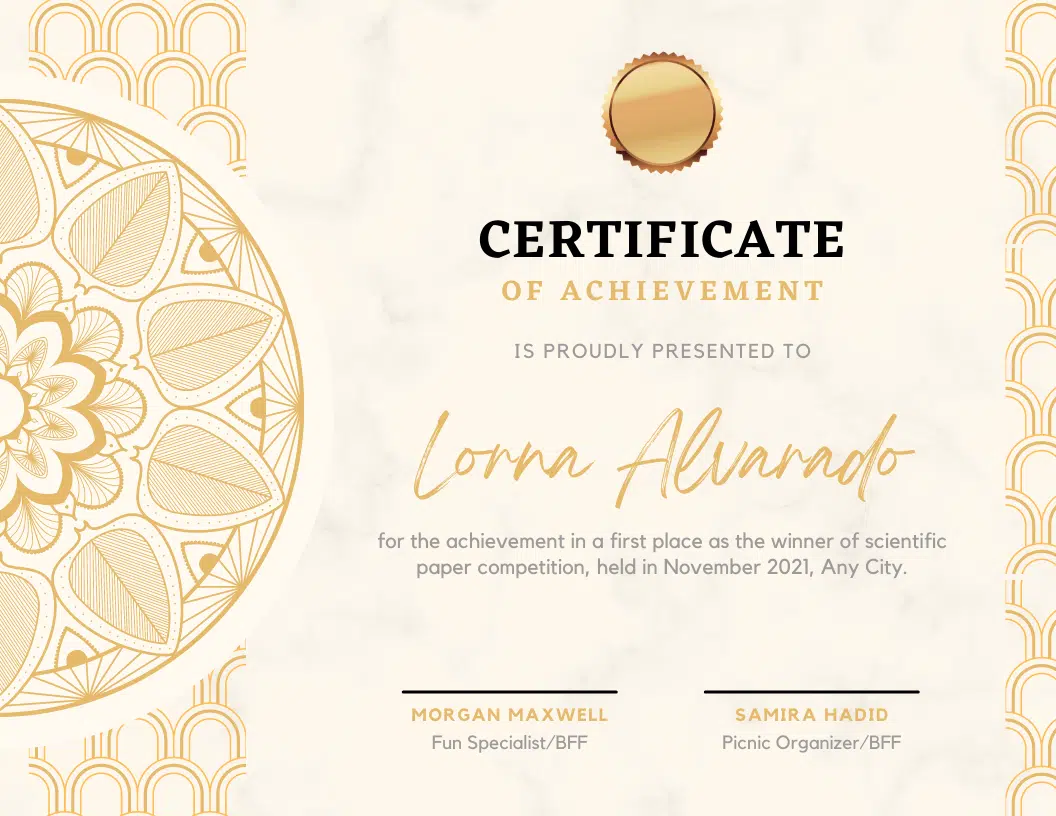 CERTIFICATE
OF ACHIEVEMENT
IS PROUDLY PRESENTED TO
Lorna Alvarado
for the achievement in a first place as the winner of scientific
paper competition, held in November 2021, Any City.
MORGAN MAXWELL
Fun Specialist/BFF
SAMIRA HADID
Picnic Organizer/BFF